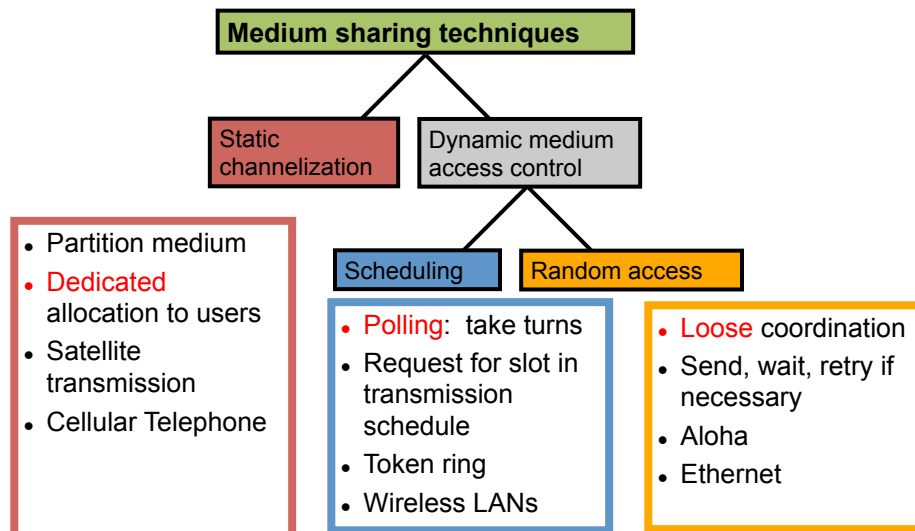 Medium sharing techniques
Static
channelization
Dynamic medium
access control
Scheduling
Random access
• Partition medium
• Dedicated
allocation to users
• Satellite
transmission
• Cellular Telephone
• Polling: take turns
• Request for slot in
transmission
schedule
• Token ring
• Wireless LANs
• Loose coordination
• Send, wait, retry if
necessary
• Aloha
• Ethernet